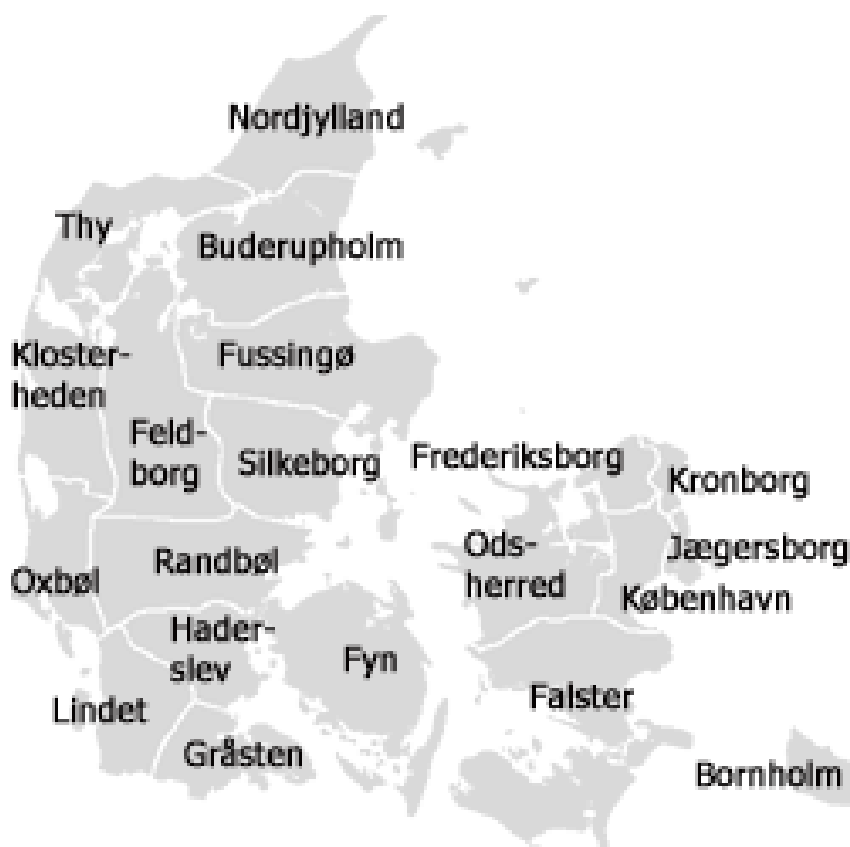 Nordjylland
Thy
Buderupholm
Kloster-
heden
Fussingø
Feld-
borg
Silkeborg
Frederiksborg
Kronborg
Ods-
herred
Jægersborg
København
Oxbøl
Randbøl
Hader-
slev
Fyn
Lindet
Falster
Gråsten
Bornholm